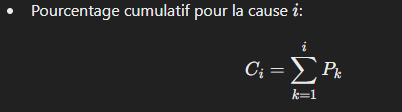 • Pourcentage cumulatif pour la cause i:
C_i = \sum_{k=1}^{i} P_k